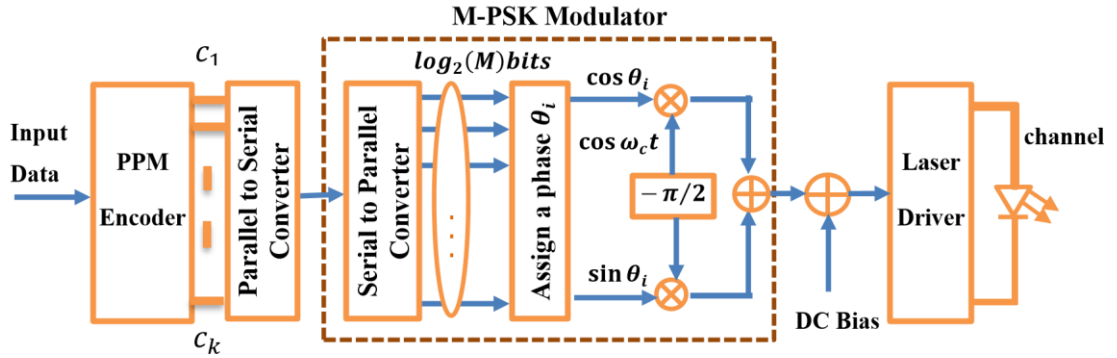 M-PSK Modulator
c₁
log₂(M)bits
cos θᵢ
Input
Data
PPM
Encoder
Parallel to Serial
Converter
Serial to Parallel
Converter
Assign a phase θᵢ
cos ω꜀t
−π/2
sin θᵢ
cₖ
DC Bias
Laser
Driver
channel